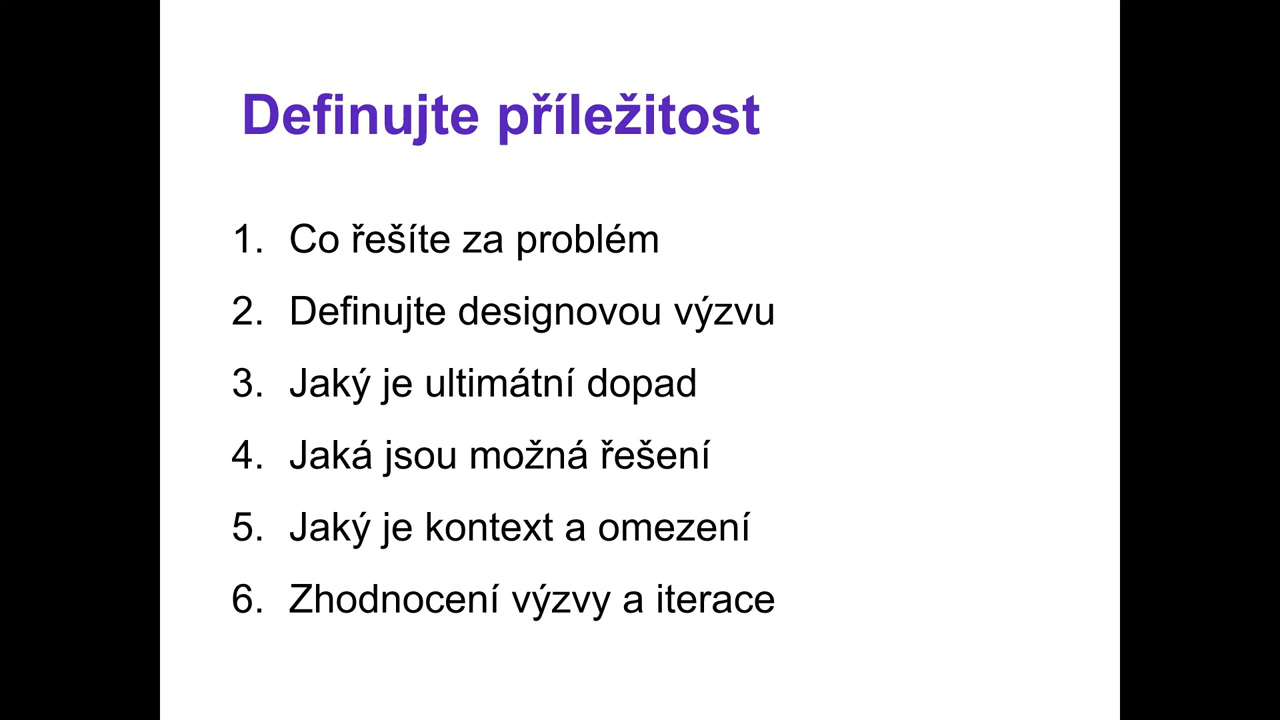 Definujte příležitost
1. Co řešíte za problém
2. Definujte designovou výzvu
3. Jaký je ultimátní dopad
4. Jaká jsou možná řešení
5. Jaký je kontext a omezení
6. Zhodnocení výzvy a iterace